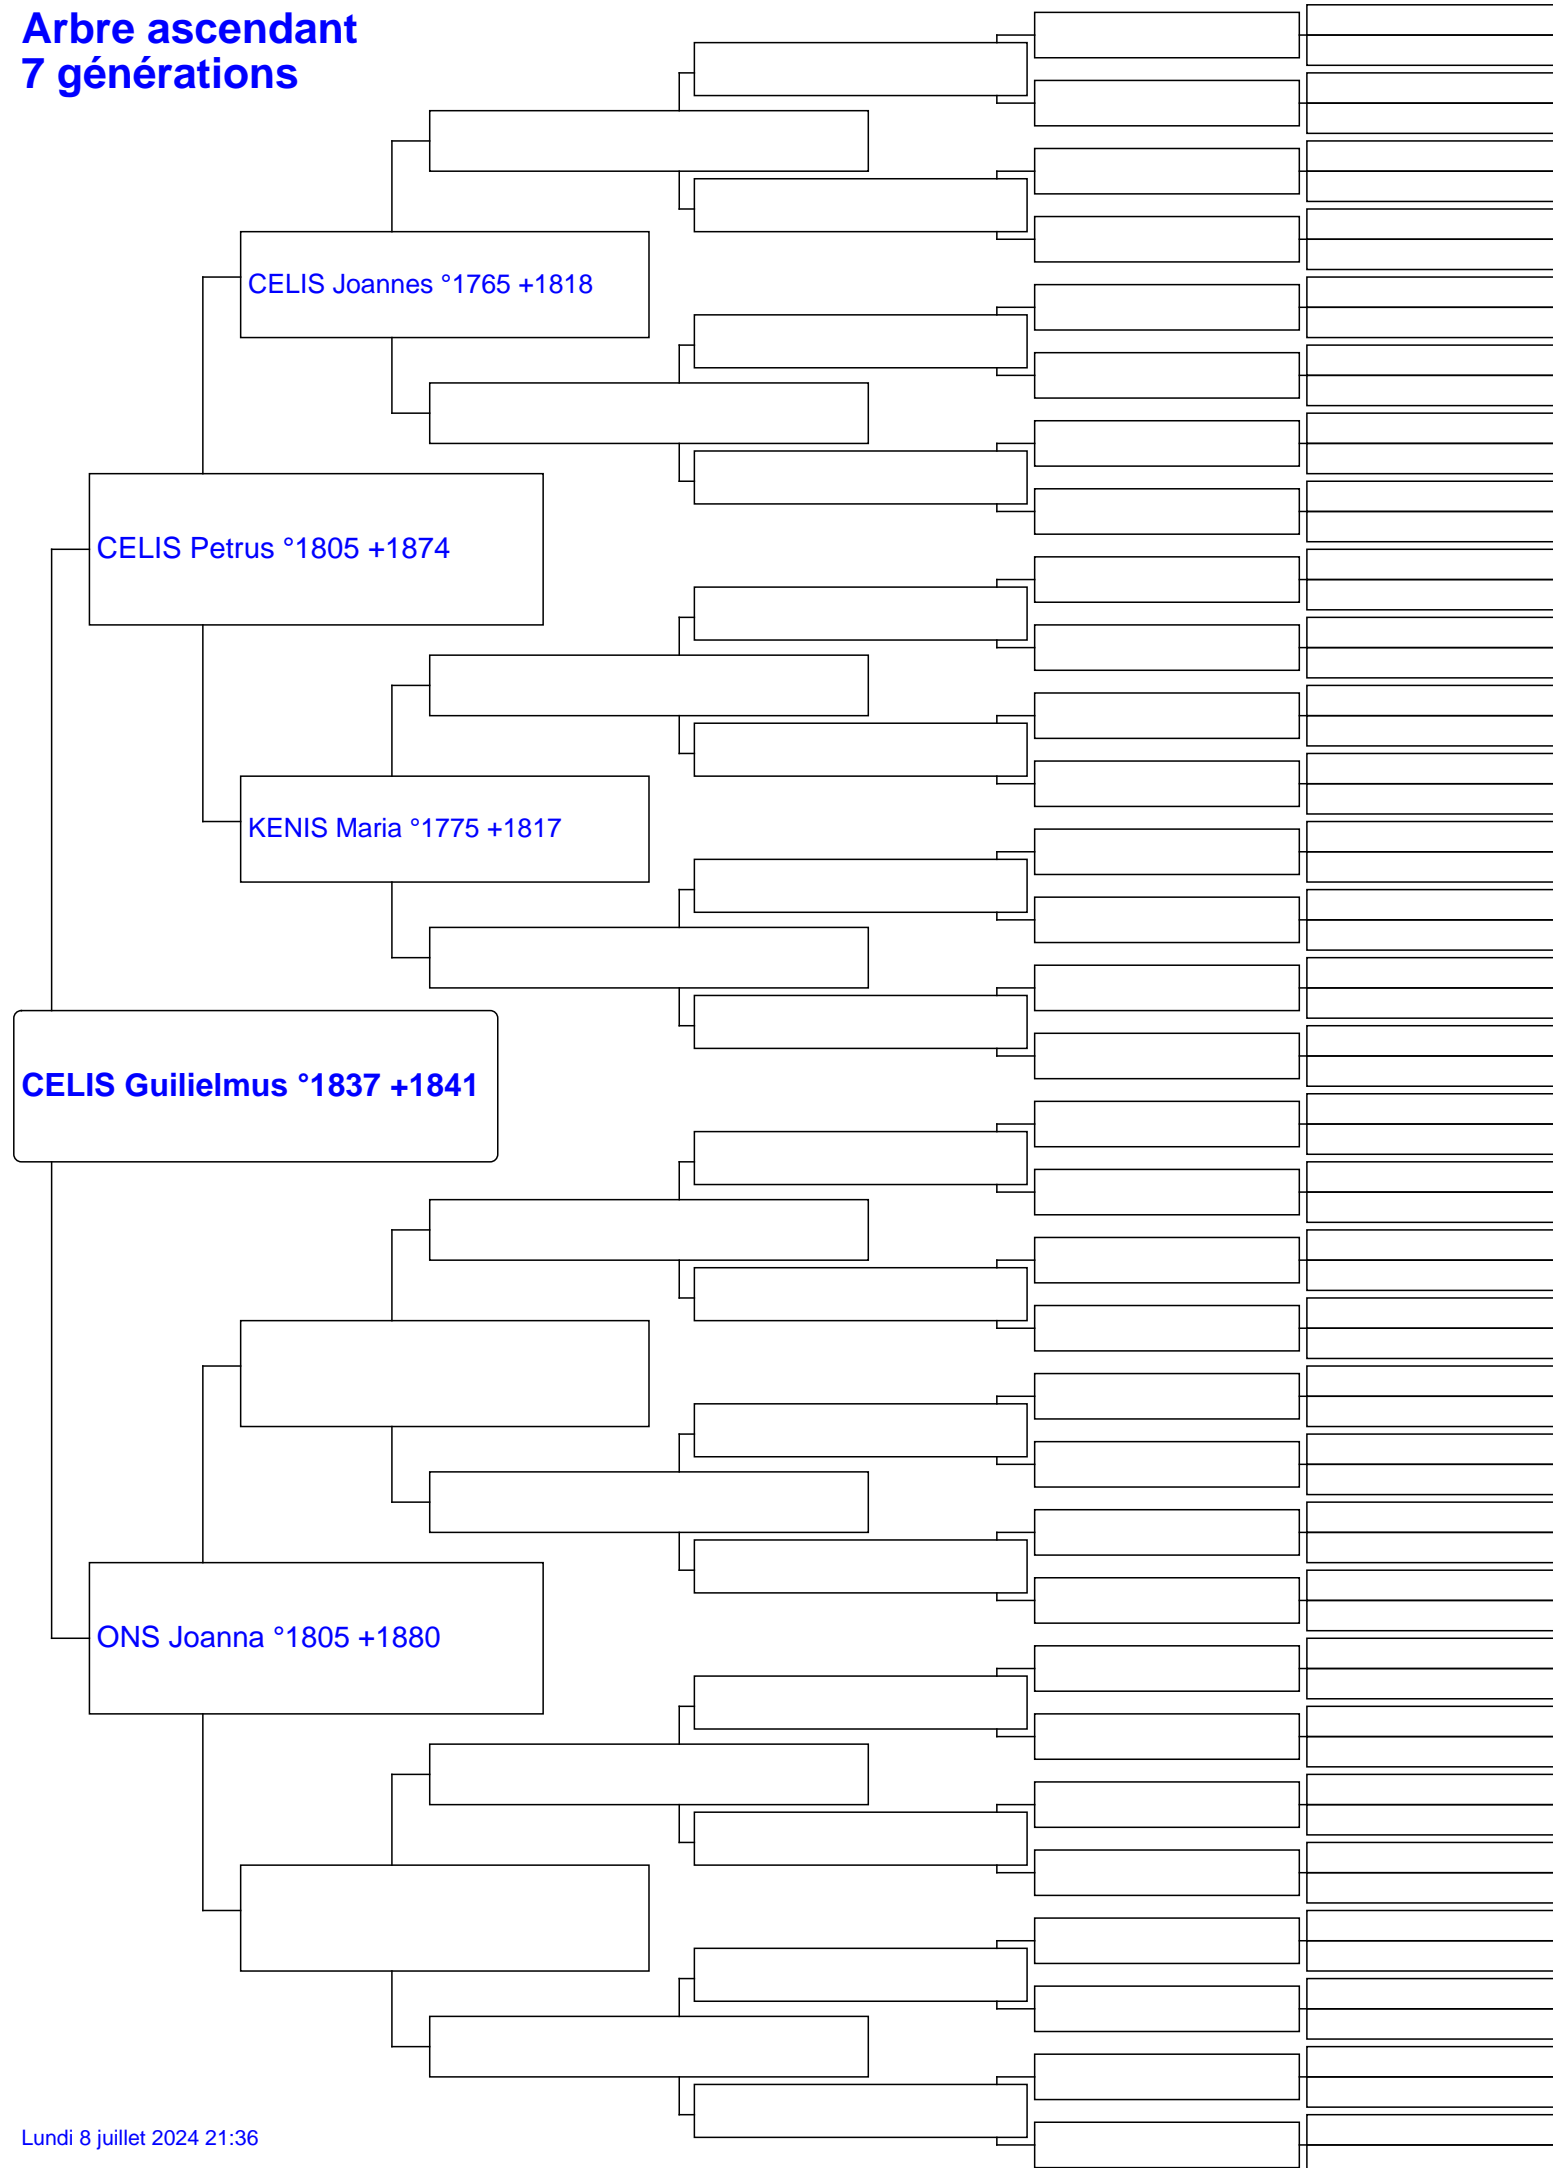 Arbre ascendant
7 générations
CELIS Joannes °1765 +1818
CELIS Petrus °1805 +1874
KENIS Maria °1775 +1817
CELIS Guilielmus °1837 +1841
ONS Joanna °1805 +1880
Lundi 8 juillet 2024 21:36